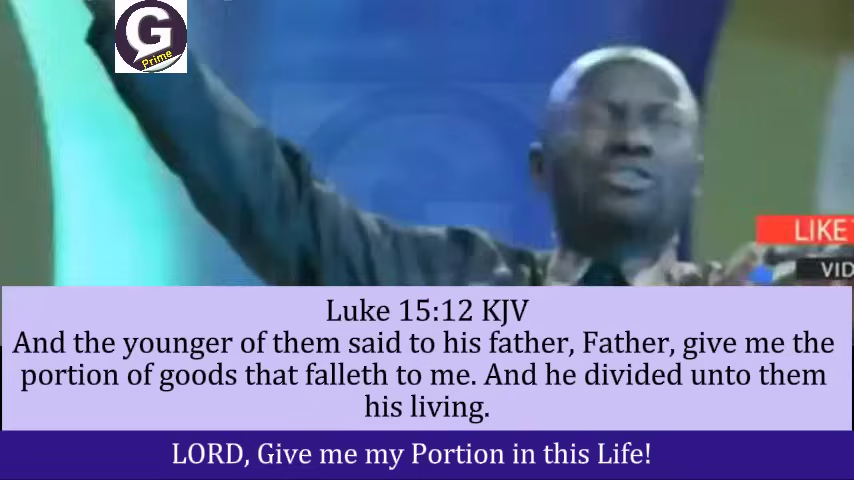 G
Prime
LIKE
VID
Luke 15:12 KJV
And the younger of them said to his father, Father, give me the
portion of goods that falleth to me. And he divided unto them
his living.
LORD, Give me my Portion in this Life!